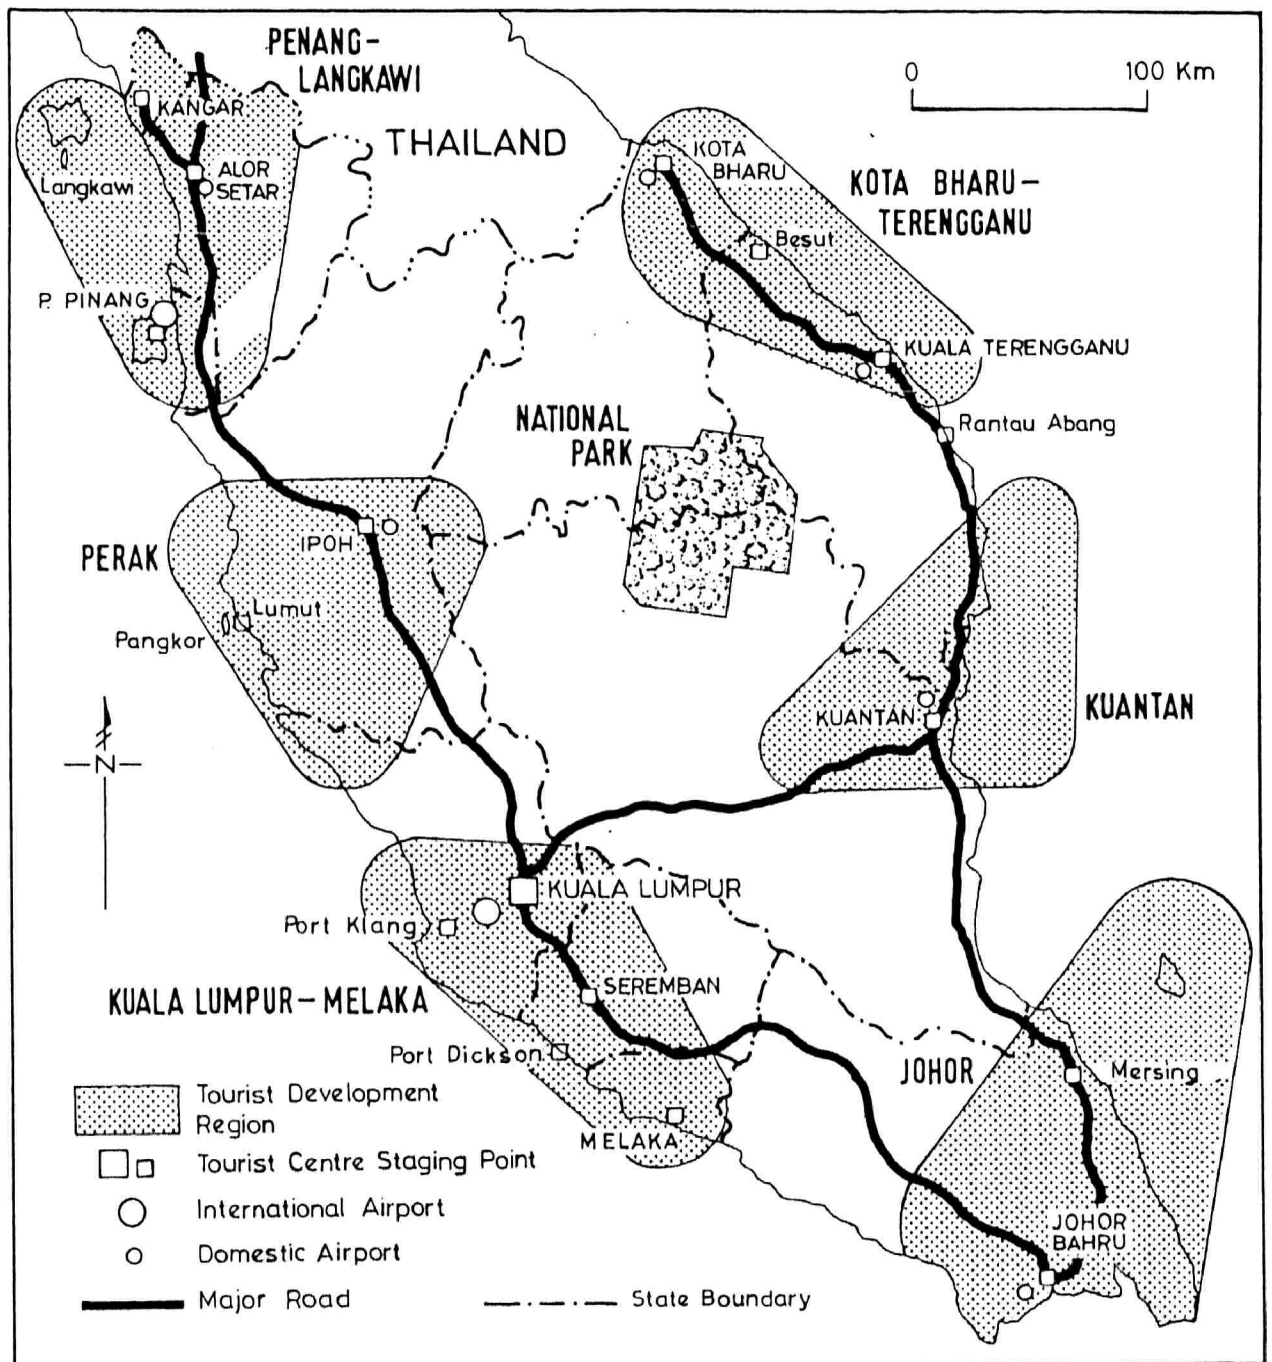 PENANG-
LANGKAWI
0 100 Km
KANGAR
THAILAND
KOTA
BHARU
ALOR
SETAR
Langkawi
KOTA BHARU-
TERENGGANU
Besut
P. PINANG
KUALA TERENGGANU
NATIONAL
PARK
Rantau Abang
IPOH
PERAK
Lumut
Pangkor
KUANTAN
KUANTAN
N
KUALA LUMPUR
Port Klang
SEREMBAN
KUALA LUMPUR-MELAKA
Port Dickson
JOHOR
Mersing
MELAKA
JOHOR
BAHRU
Tourist Development
Region
Tourist Centre Staging Point
International Airport
Domestic Airport
Major Road
State Boundary